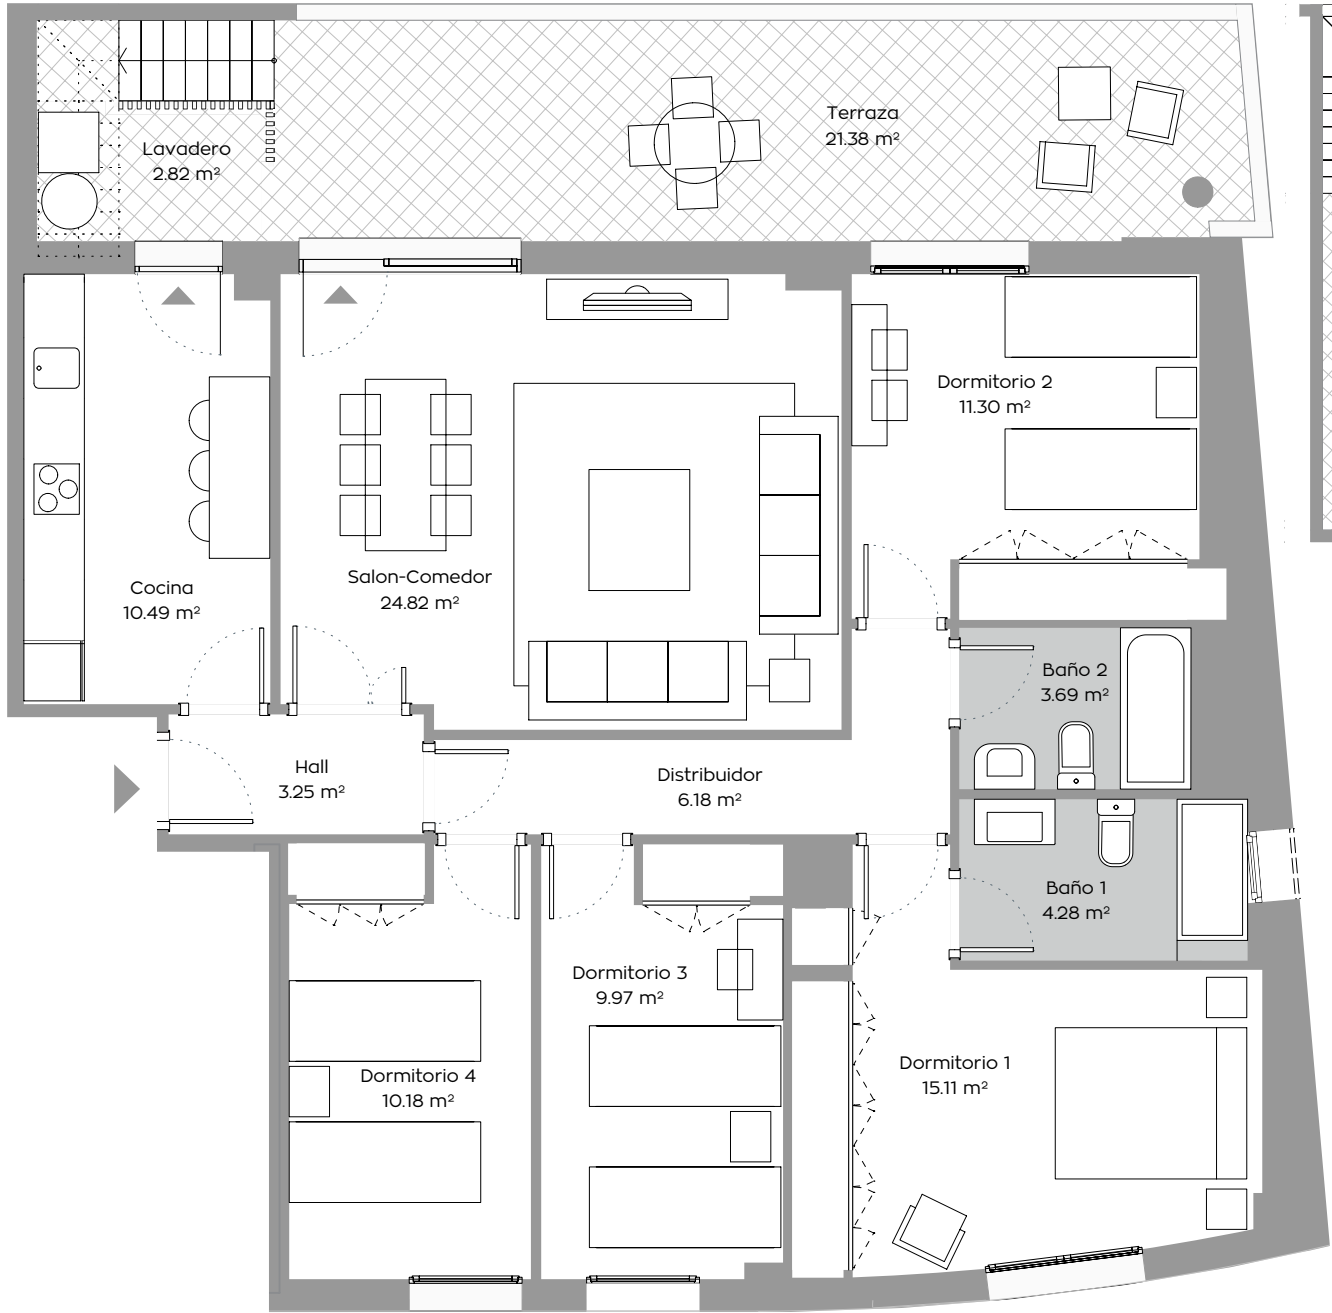 Terraza
21.38 m²
Lavadero
2.82 m²
Dormitorio 2
11.30 m²
Salon-Comedor
24.82 m²
Cocina
10.49 m²
Baño 2
3.69 m²
Hall
3.25 m²
Distribuidor
6.18 m²
Baño 1
4.28 m²
Dormitorio 3
9.97 m²
Dormitorio 1
15.11 m²
Dormitorio 4
10.18 m²